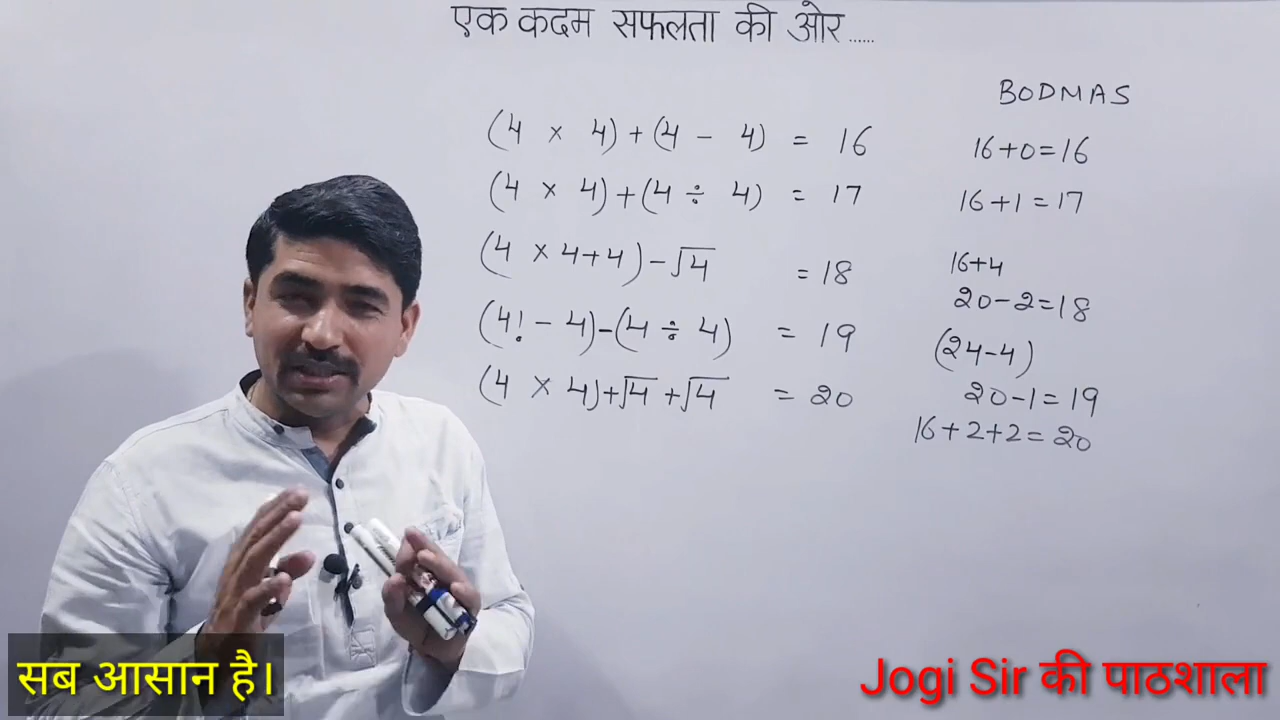 एक कदम सफलता की ओर......
BODMAS
(4 × 4) + (4 - 4) = 16
16+0=16
(4 × 4) + (4 ÷ 4) = 17
16+1=17
(4 × 4+4) - √4 = 18
16+4
20-2=18
(4! - 4) - (4 ÷ 4) = 19
(24-4)
20-1=19
(4 × 4) + √4 + √4 = 20
16+2+2=20
सब आसान है।
Jogi Sir की पाठशाला